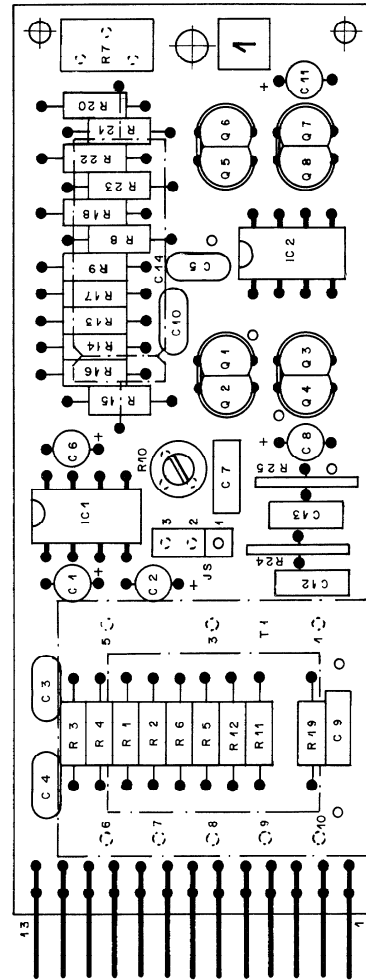 R7
1
C11
R20
R21
R22
R23
R18
R8
R9
R17
R13
R14
R16
R15
Q6
Q5
Q7
Q8
IC2
C14
C5
C10
Q1
Q2
Q3
Q4
C6
R10
C7
C8
R25
IC1
3
2
1
JS
C13
R24
C1
C2
C12
5
3
T1
1
C3
C4
R3
R4
R1
R2
R6
R5
R12
R11
R19
C9
6
7
8
9
10
13
1
+
+
+
+
+